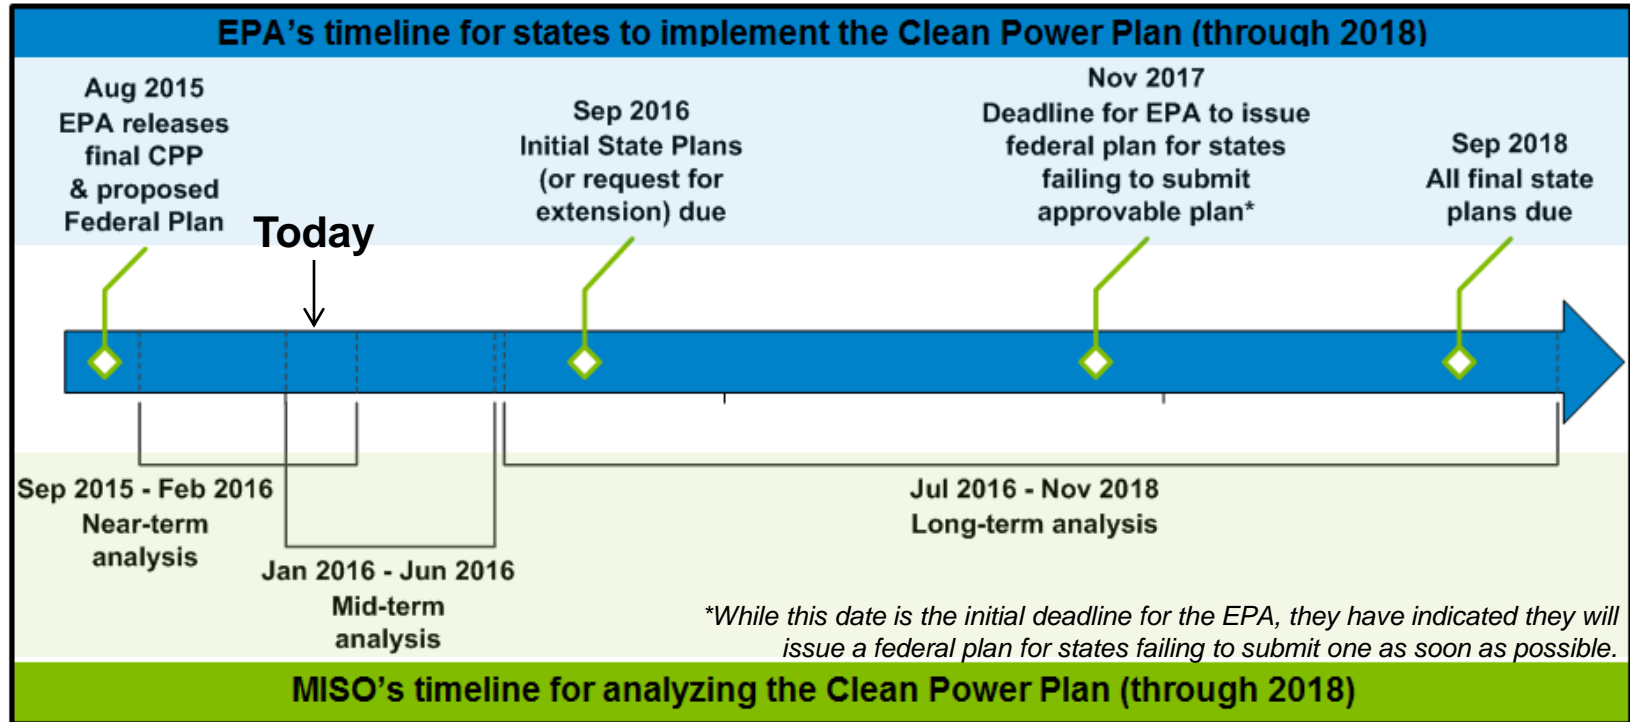 EPA's timeline for states to implement the Clean Power Plan (through 2018)
Aug 2015
EPA releases
final CPP
& proposed
Federal Plan
Today
Sep 2016
Initial State Plans
(or request for
extension) due
Nov 2017
Deadline for EPA to issue
federal plan for states
failing to submit
approvable plan*
Sep 2018
All final state
plans due
Sep 2015 - Feb 2016
Near-term
analysis
Jan 2016 - Jun 2016
Mid-term
analysis
Jul 2016 - Nov 2018
Long-term analysis
*While this date is the initial deadline for the EPA, they have indicated they will
issue a federal plan for states failing to submit one as soon as possible.
MISO's timeline for analyzing the Clean Power Plan (through 2018)